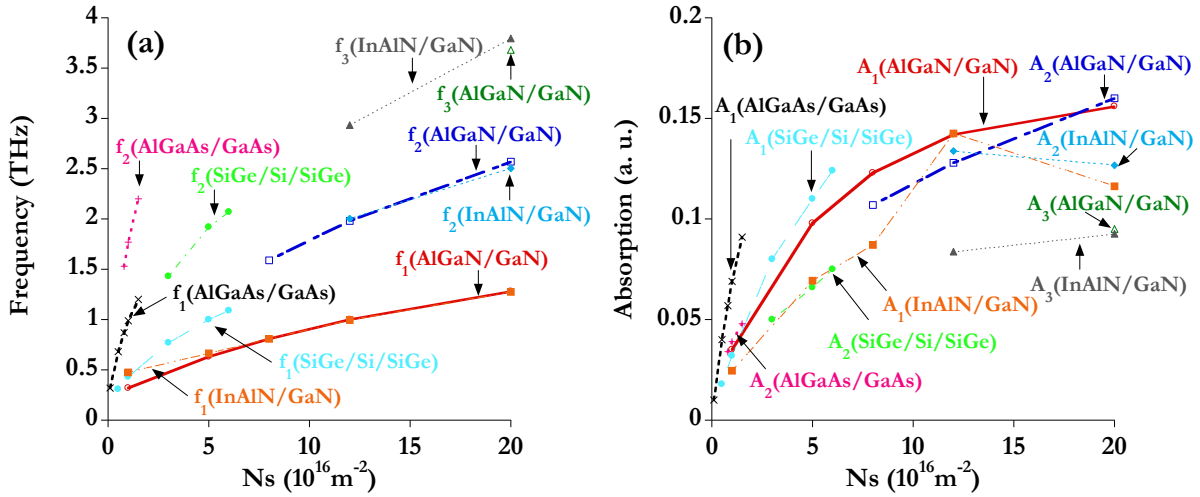 (a)
Frequency (THz)
4
3.5
3
2.5
2
1.5
1
0.5
0
0
5
10
15
20
Ns (10¹⁶m⁻²)
f₃(InAlN/GaN)
f₃(AlGaN/GaN)
f₂(AlGaN/GaN)
f₂(AlGaAs/GaAs)
f₂(SiGe/Si/SiGe)
f₂(InAlN/GaN)
f₁(AlGaN/GaN)
f₁(AlGaAs/GaAs)
f₁(SiGe/Si/SiGe)
f₁(InAlN/GaN)
(b)
Absorption (a. u.)
0.2
0.15
0.1
0.05
0
0
5
10
15
20
Ns (10¹⁶m⁻²)
A₁(AlGaN/GaN)
A₂(AlGaN/GaN)
A₁(AlGaAs/GaAs)
A₁(SiGe/Si/SiGe)
A₂(InAlN/GaN)
A₃(AlGaN/GaN)
A₃(InAlN/GaN)
A₁(InAlN/GaN)
A₂(SiGe/Si/SiGe)
A₂(AlGaAs/GaAs)